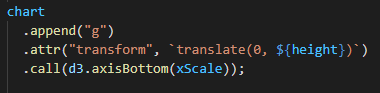 chart
.append("g")
.attr("transform", `translate(0, ${height})`)
.call(d3.axisBottom(xScale));